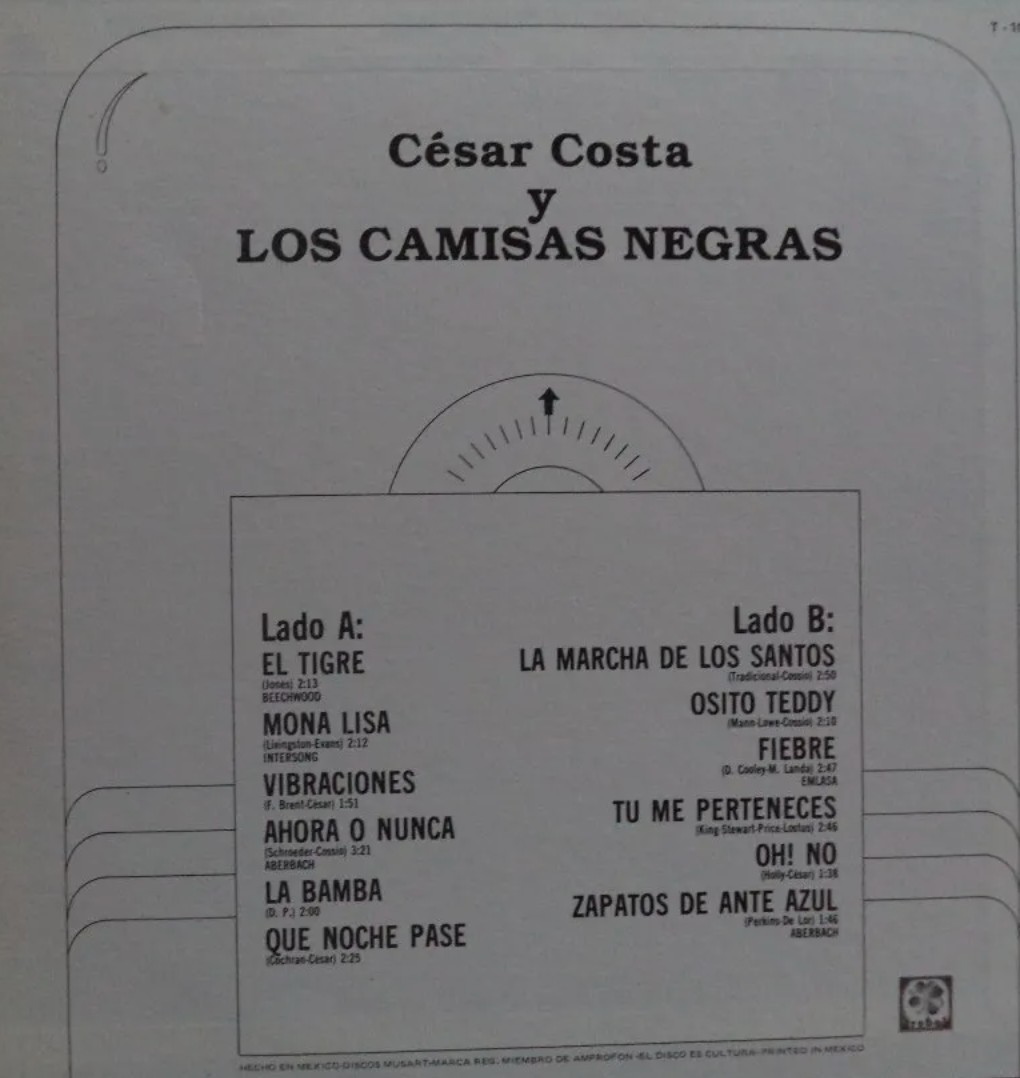 T-
César Costa
y
LOS CAMISAS NEGRAS
Lado A:
EL TIGRE
(Jones) 2:13
BEECHWOOD
MONA LISA
(Livingston-Evans) 2:12
INTERSONG
VIBRACIONES
(F. Brent-César) 1:51
AHORA O NUNCA
(Schroeder-Cossio) 3:21
ABERBACH
LA BAMBA
(D. P.) 2:00
QUE NOCHE PASE
(Cochran-César) 2:25
Lado B:
LA MARCHA DE LOS SANTOS
(Tradicional-Cossio) 2:50
OSITO TEDDY
(Mann-Lowe-Cossio) 2:10
FIEBRE
(D. Cooley-M. Landa) 2:47
EMLASA
TU ME PERTENECES
(King-Stewart-Price-) 2:46
OH! NO
(Holly-César) 1:38
ZAPATOS DE ANTE AZUL
(Perkins-De Lor) 1:46
ABERBACH
trebol
HECHO EN MEXICO-DISCOS MUSART-MARCA REG. MIEMBRO DE AMPROFON-EL DISCO ES CULTURA-PRINTED IN MEXICO